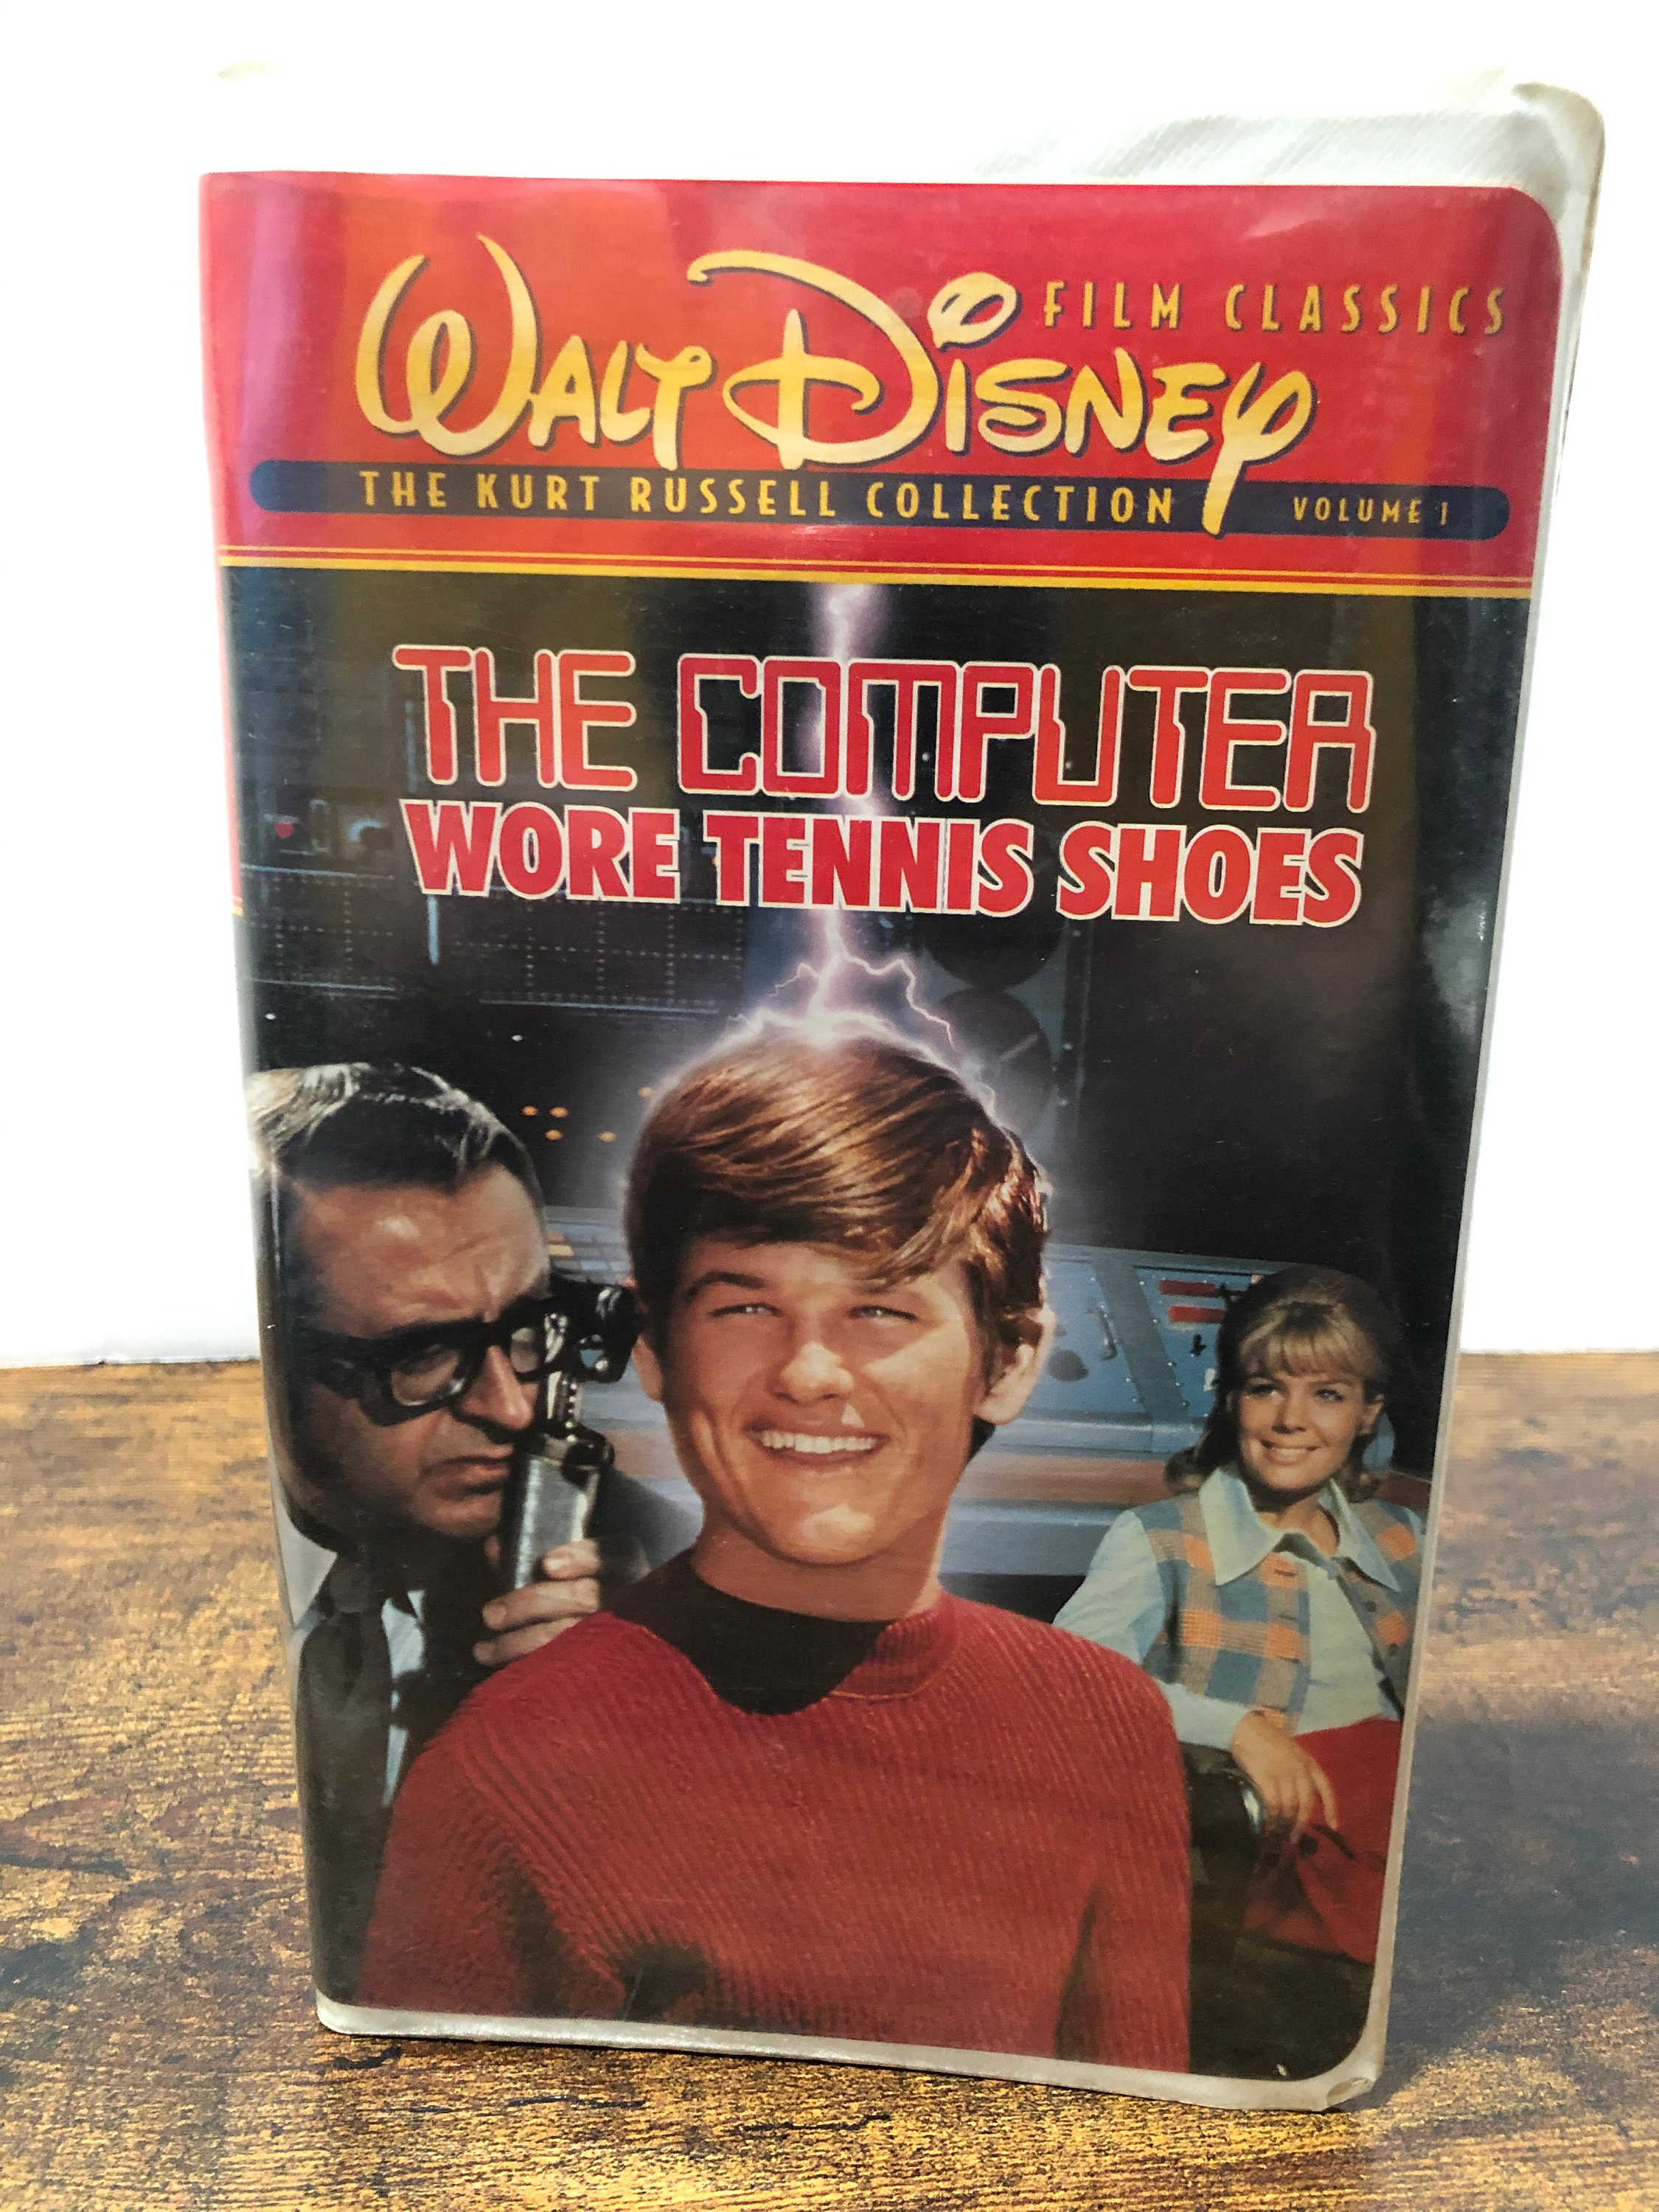 FILM CLASSICS
WALT DISNEY
THE KURT RUSSELL COLLECTION VOLUME 1
THE COMPUTER
WORE TENNIS SHOES